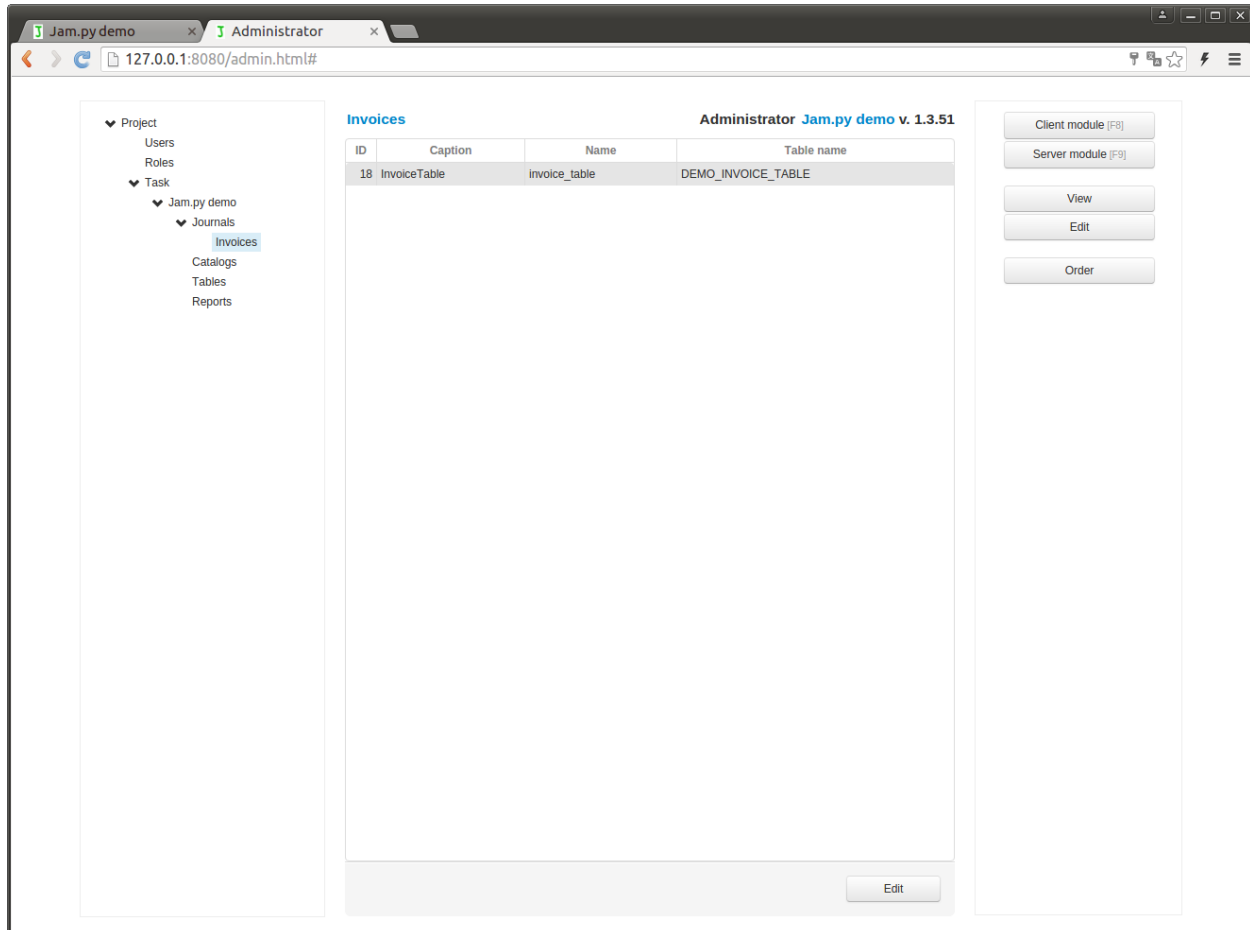 Jam.py demo
Administrator
127.0.0.1:8080/admin.html#
Project
Users
Roles
Task
Jam.py demo
Journals
Invoices
Catalogs
Tables
Reports
Invoices
Administrator Jam.py demo v. 1.3.51
ID Caption Name Table name
18 InvoiceTable invoice_table DEMO_INVOICE_TABLE
Edit
Client module [F8]
Server module [F9]
View
Edit
Order